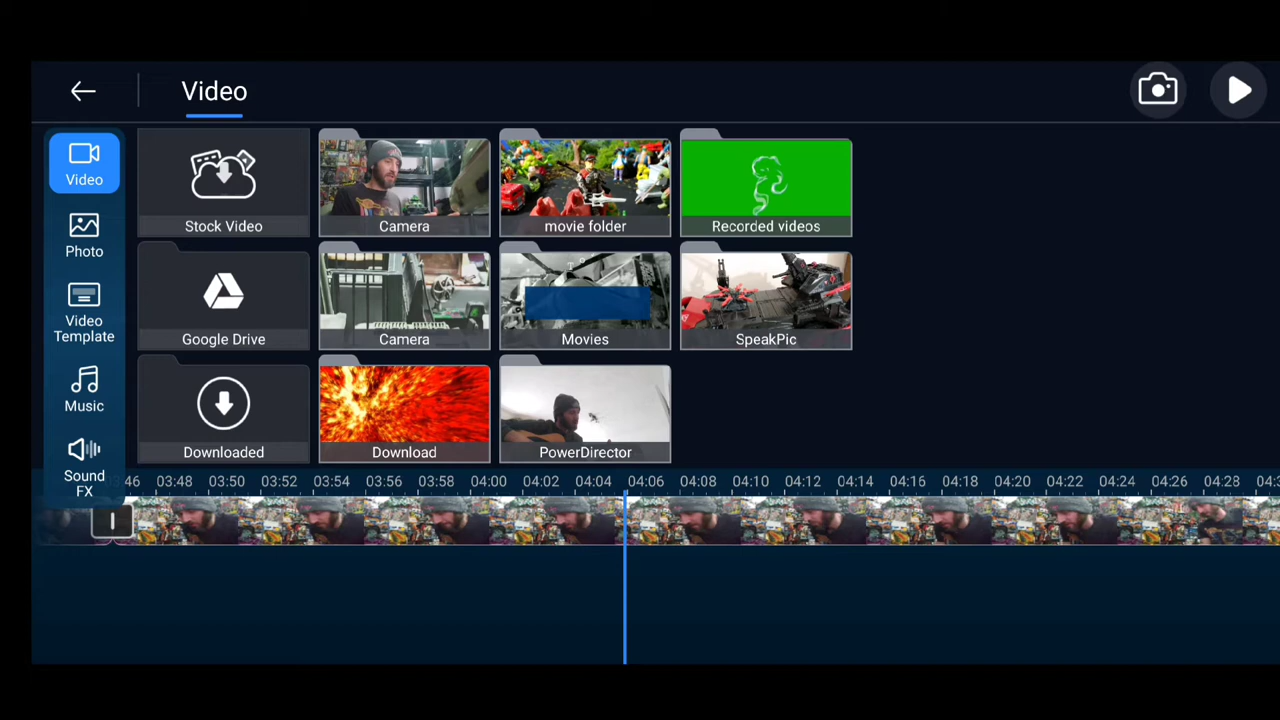 Video
Video
Photo
Video
Template
Music
Sound
FX
Stock Video
Camera
movie folder
Recorded videos
Google Drive
Camera
Movies
SpeakPic
Downloaded
Download
PowerDirector
:46 03:48 03:50 03:52 03:54 03:56 03:58 04:00 04:02 04:04 04:06 04:08 04:10 04:12 04:14 04:16 04:18 04:20 04:22 04:24 04:26 04:28 04:3